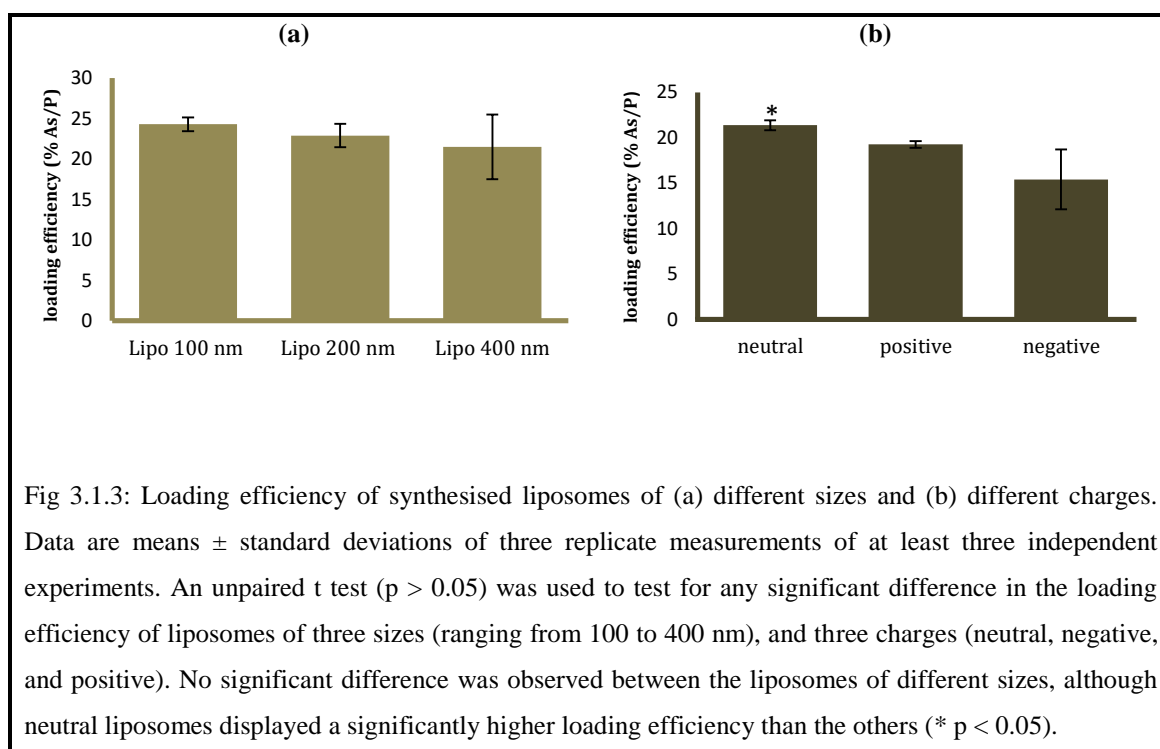 (a)
loading efficiency (% As/P)
30
25
20
15
10
5
0
Lipo 100 nm Lipo 200 nm Lipo 400 nm
(b)
loading efficiency (% As/P)
25
20
15
10
5
0
*
neutral positive negative
Fig 3.1.3: Loading efficiency of synthesised liposomes of (a) different sizes and (b) different charges.
Data are means ± standard deviations of three replicate measurements of at least three independent
experiments. An unpaired t test (p > 0.05) was used to test for any significant difference in the loading
efficiency of liposomes of three sizes (ranging from 100 to 400 nm), and three charges (neutral, negative,
and positive). No significant difference was observed between the liposomes of different sizes, although
neutral liposomes displayed a significantly higher loading efficiency than the others (* p < 0.05).